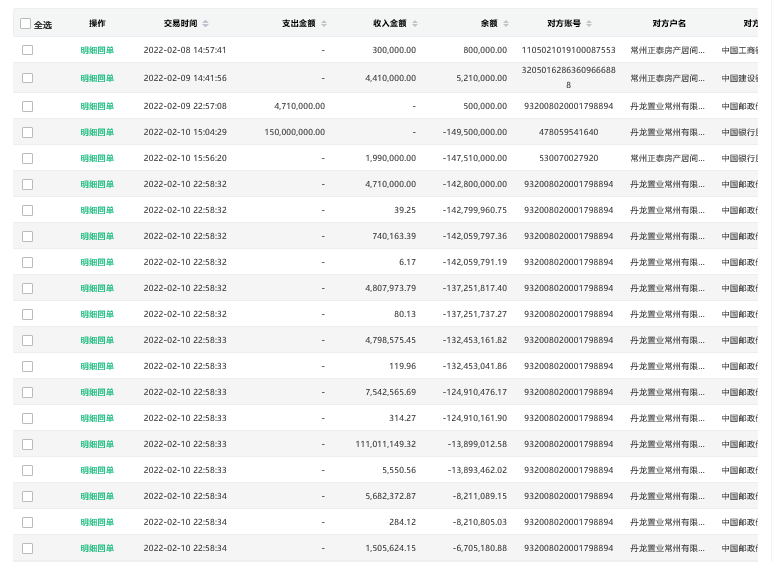 全选 操作 交易时间 支出金额 收入金额 余额 对方账号 对方户名 对方
明细回单 2022-02-08 14:57:41 - 300,000.00 800,000.00 1105021019100087553 常州正泰房产居间... 中国工商
明细回单 2022-02-09 14:41:56 - 4,410,000.00 5,210,000.00 3205016286360966888 常州正泰房产居间... 中国建设
明细回单 2022-02-09 22:57:08 4,710,000.00 - 500,000.00 932008020001798894 丹龙置业常州有限... 中国邮政
明细回单 2022-02-10 15:04:29 150,000,000.00 - -149,500,000.00 478059541640 丹龙置业常州有限... 中国银行
明细回单 2022-02-10 15:56:20 - 1,990,000.00 -147,510,000.00 530070027920 常州正泰房产居间... 中国银行
明细回单 2022-02-10 22:58:32 - 4,710,000.00 -142,800,000.00 932008020001798894 丹龙置业常州有限... 中国邮政
明细回单 2022-02-10 22:58:32 - 39.25 -142,799,960.75 932008020001798894 丹龙置业常州有限... 中国邮政
明细回单 2022-02-10 22:58:32 - 740,163.39 -142,059,797.36 932008020001798894 丹龙置业常州有限... 中国邮政
明细回单 2022-02-10 22:58:32 - 6.17 -142,059,791.19 932008020001798894 丹龙置业常州有限... 中国邮政
明细回单 2022-02-10 22:58:32 - 4,807,973.79 -137,251,817.40 932008020001798894 丹龙置业常州有限... 中国邮政
明细回单 2022-02-10 22:58:32 - 80.13 -137,251,737.27 932008020001798894 丹龙置业常州有限... 中国邮政
明细回单 2022-02-10 22:58:33 - 4,798,575.45 -132,453,161.82 932008020001798894 丹龙置业常州有限... 中国邮政
明细回单 2022-02-10 22:58:33 - 119.96 -132,453,041.86 932008020001798894 丹龙置业常州有限... 中国邮政
明细回单 2022-02-10 22:58:33 - 7,542,565.69 -124,910,476.17 932008020001798894 丹龙置业常州有限... 中国邮政
明细回单 2022-02-10 22:58:33 - 314.27 -124,910,161.90 932008020001798894 丹龙置业常州有限... 中国邮政
明细回单 2022-02-10 22:58:33 - 111,011,149.32 -13,899,012.58 932008020001798894 丹龙置业常州有限... 中国邮政
明细回单 2022-02-10 22:58:33 - 5,550.56 -13,893,462.02 932008020001798894 丹龙置业常州有限... 中国邮政
明细回单 2022-02-10 22:58:34 - 5,682,372.87 -8,211,089.15 932008020001798894 丹龙置业常州有限... 中国邮政
明细回单 2022-02-10 22:58:34 - 284.12 -8,210,805.03 932008020001798894 丹龙置业常州有限... 中国邮政
明细回单 2022-02-10 22:58:34 - 1,505,624.15 -6,705,180.88 932008020001798894 丹龙置业常州有限... 中国邮政